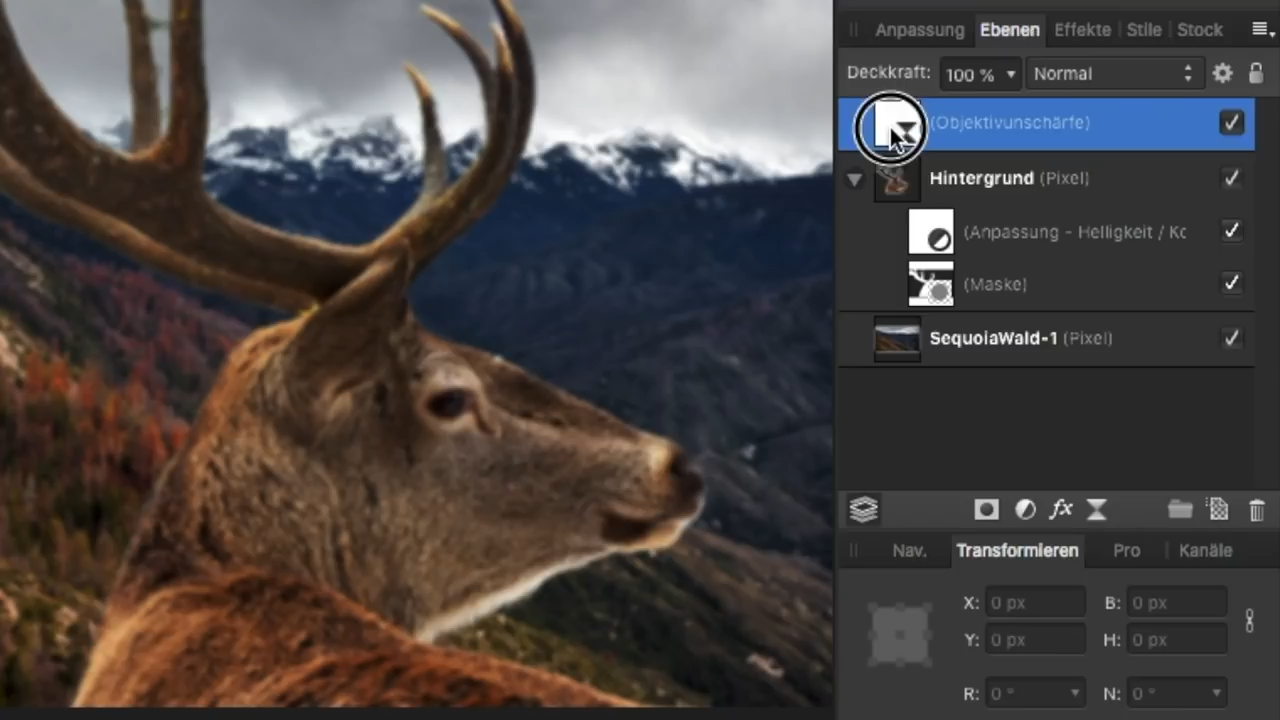 Anpassung Ebenen Effekte Stile Stock
Deckkraft: 100 % Normal
(Objektivunschärfe)
Hintergrund (Pixel)
(Anpassung - Helligkeit / Kc
(Maske)
SequoiaWald-1 (Pixel)
fx
Nav. Transformieren Pro Kanäle
X: 0 px B: 0 px
Y: 0 px H: 0 px
R: 0 ° N: 0 °